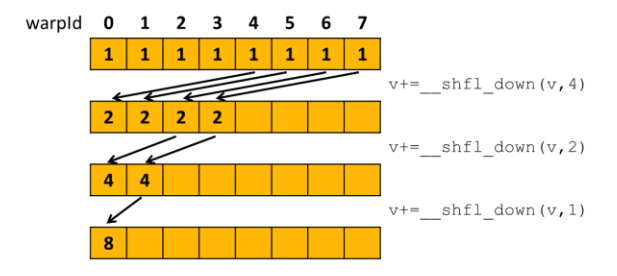 warpId 0 1 2 3 4 5 6 7
1 1 1 1 1 1 1 1
v+=__shfl_down(v,4)
2 2 2 2
v+=__shfl_down(v,2)
4 4
v+=__shfl_down(v,1)
8